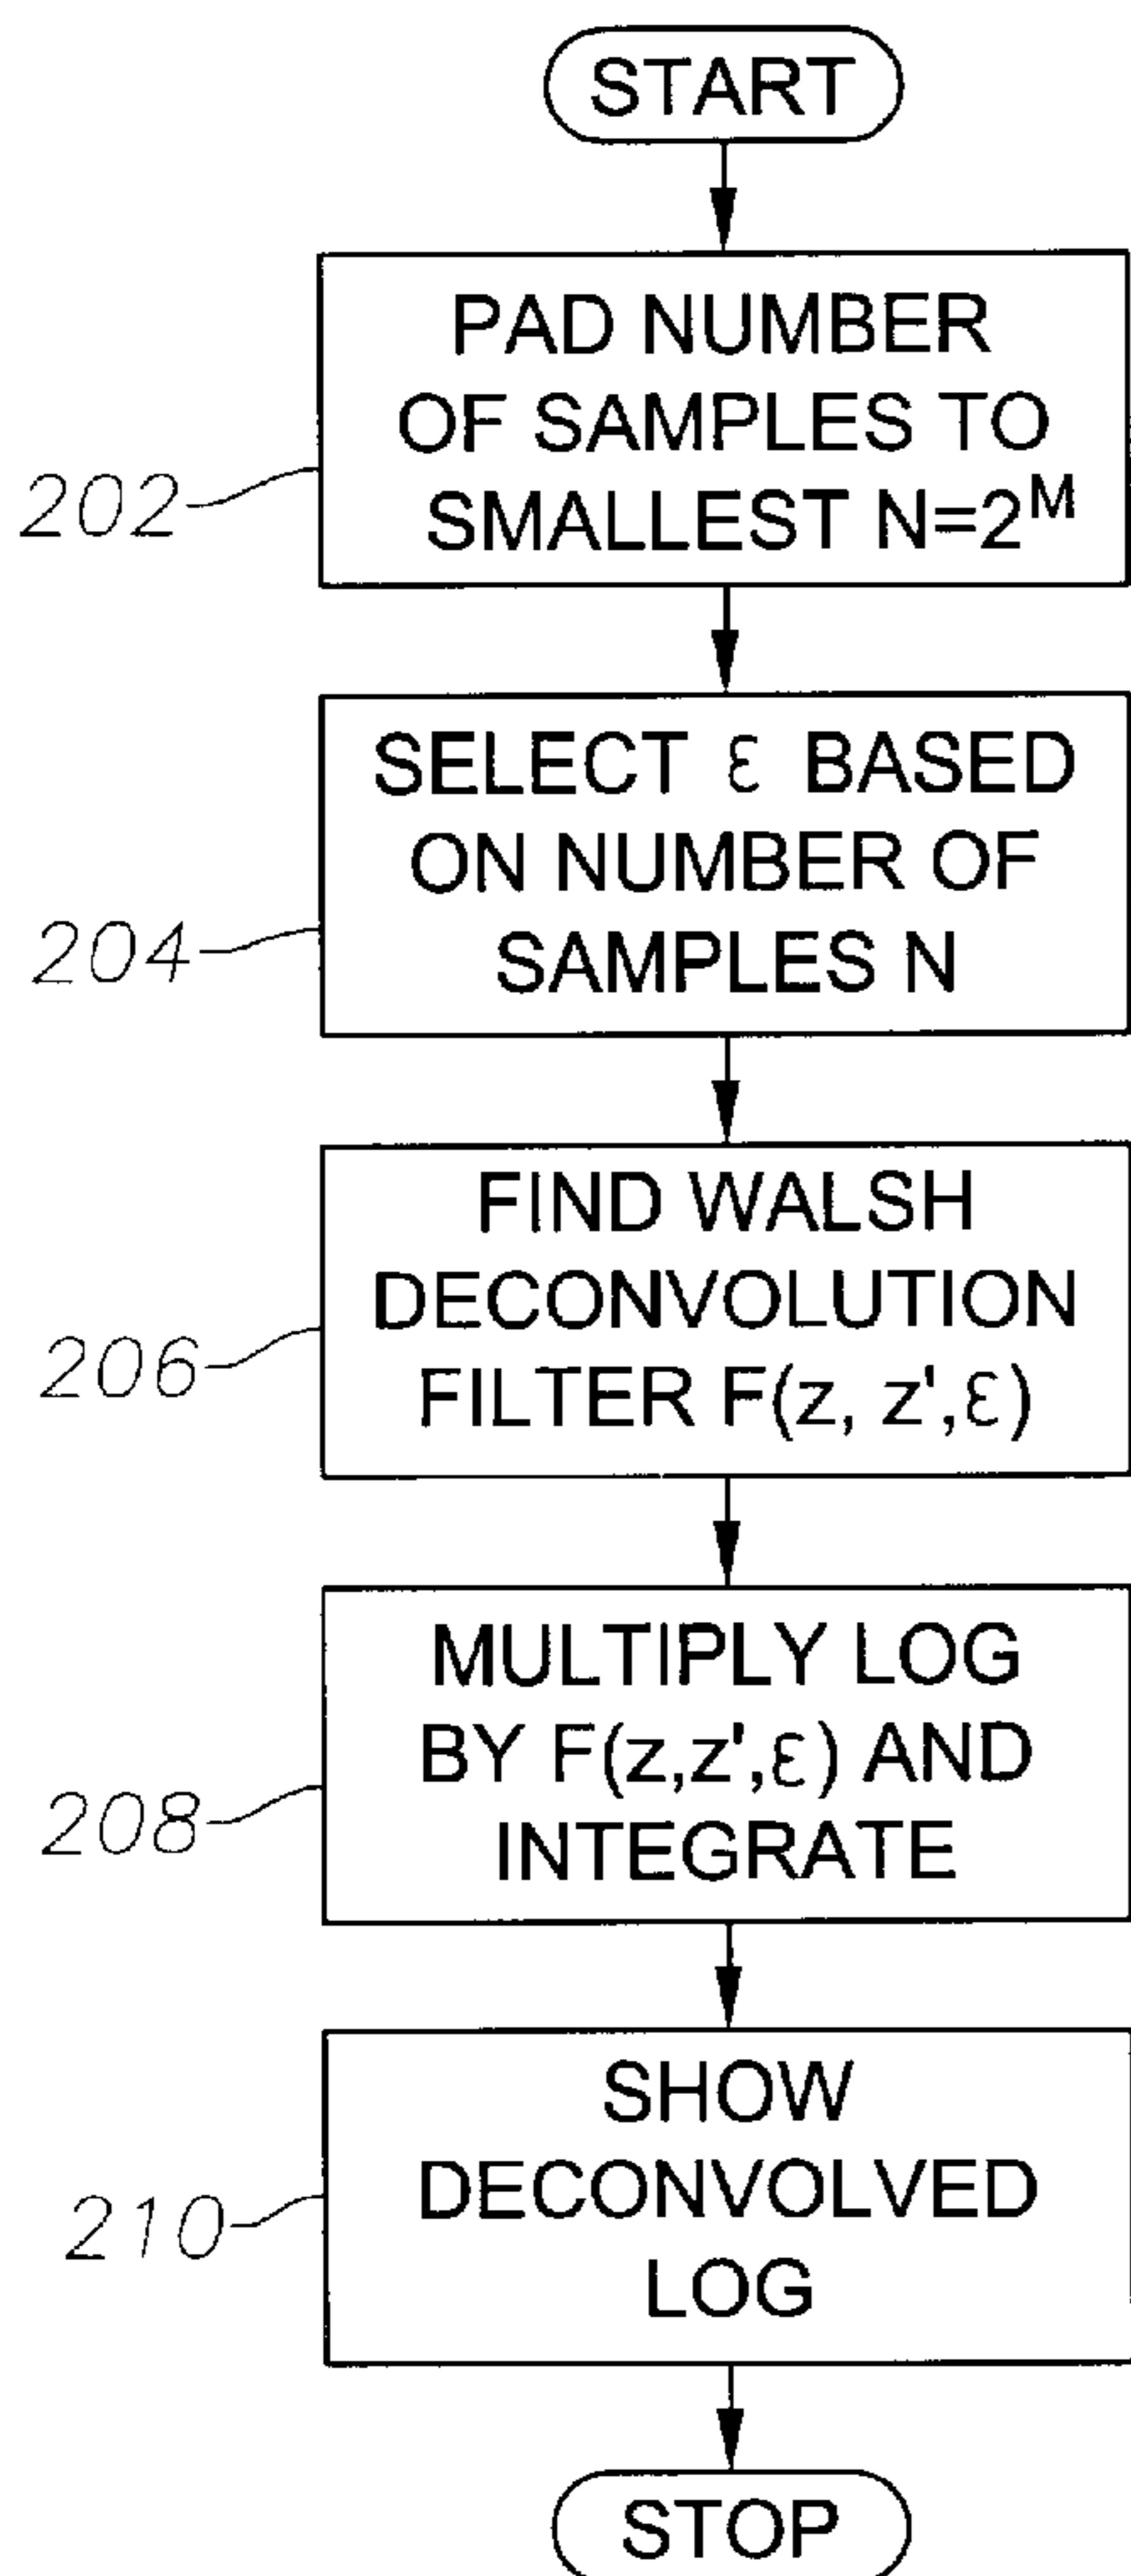 START
PAD NUMBER
OF SAMPLES TO
SMALLEST N=2^M
202
SELECT ε BASED
ON NUMBER OF
SAMPLES N
204
FIND WALSH
DECONVOLUTION
FILTER F(z, z',ε)
206
MULTIPLY LOG
BY F(z,z',ε) AND
INTEGRATE
208
SHOW
DECONVOLVED
LOG
210
STOP